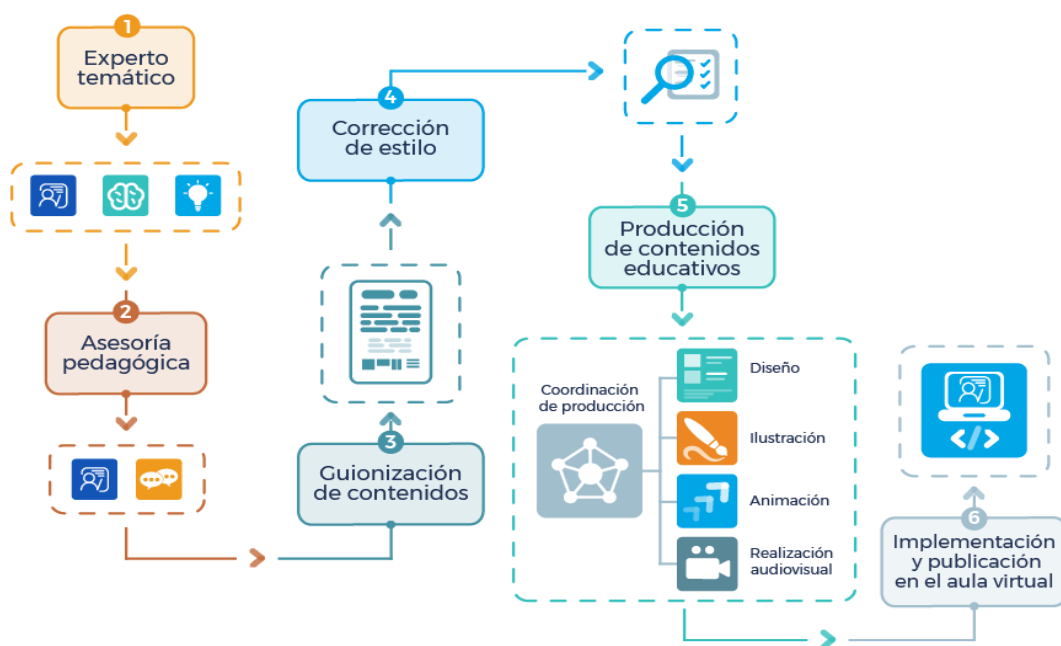 1
Experto
temático
2
Asesoría
pedagógica
3
Guionización
de contenidos
4
Corrección
de estilo
5
Producción
de contenidos
educativos
Coordinación
de producción
Diseño
Ilustración
Animación
Realización
audiovisual
6
Implementación
y publicación
en el aula virtual